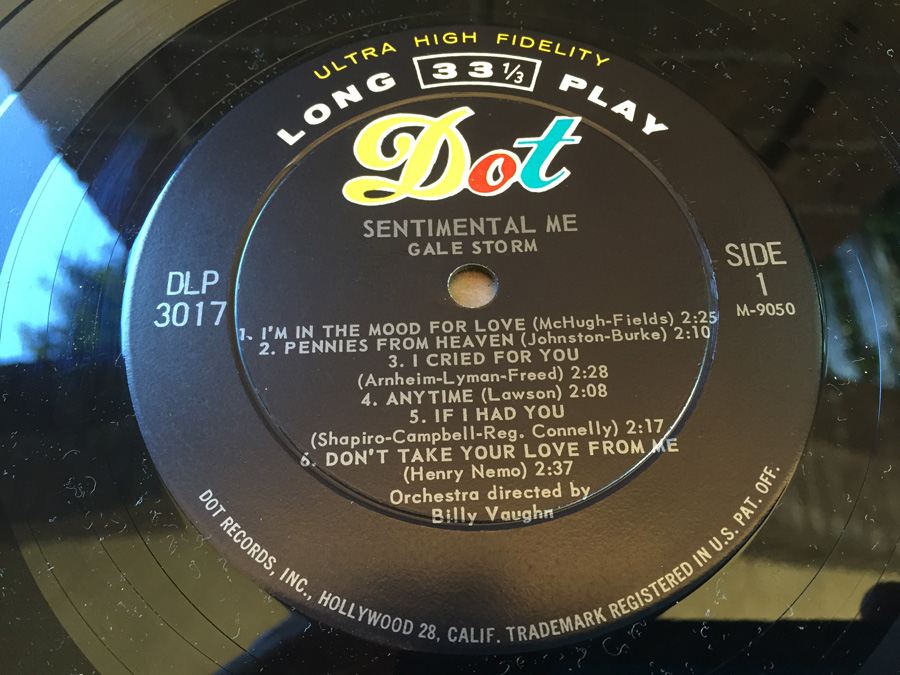 ULTRA HIGH FIDELITY
LONG 33 1/3 PLAY
Dot
SENTIMENTAL ME
GALE STORM
DLP
3017
SIDE
1
M-9050
1. I'M IN THE MOOD FOR LOVE (McHugh-Fields) 2:25
2. PENNIES FROM HEAVEN (Johnston-Burke) 2:10
3. I CRIED FOR YOU
(Arnheim-Lyman-Freed) 2:28
4. ANYTIME (Lawson) 2:08
5. IF I HAD YOU
(Shapiro-Campbell-Reg. Connelly) 2:17
6. DON'T TAKE YOUR LOVE FROM ME
(Henry Nemo) 2:37
Orchestra directed by
Billy Vaughn
DOT RECORDS, INC., HOLLYWOOD 28, CALIF. TRADEMARK REGISTERED IN U.S. PAT. OFF.